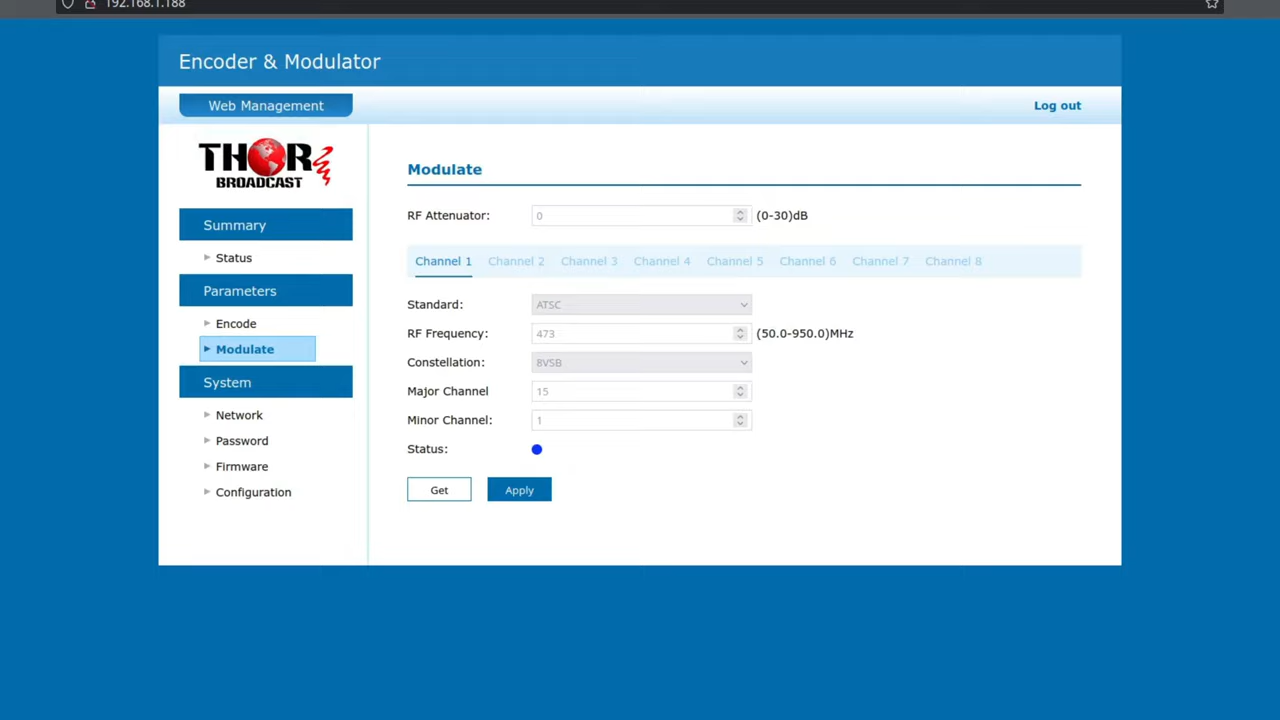 192.168.1.188
Encoder & Modulator
Web Management
Log out
THOR
BROADCAST
Summary
Status
Parameters
Encode
Modulate
System
Network
Password
Firmware
Configuration
Modulate
RF Attenuator: 0 (0-30)dB
Channel 1 Channel 2 Channel 3 Channel 4 Channel 5 Channel 6 Channel 7 Channel 8
Standard: ATSC
RF Frequency: 473 (50.0-950.0)MHz
Constellation: 8VSB
Major Channel 15
Minor Channel: 1
Status:
Get Apply